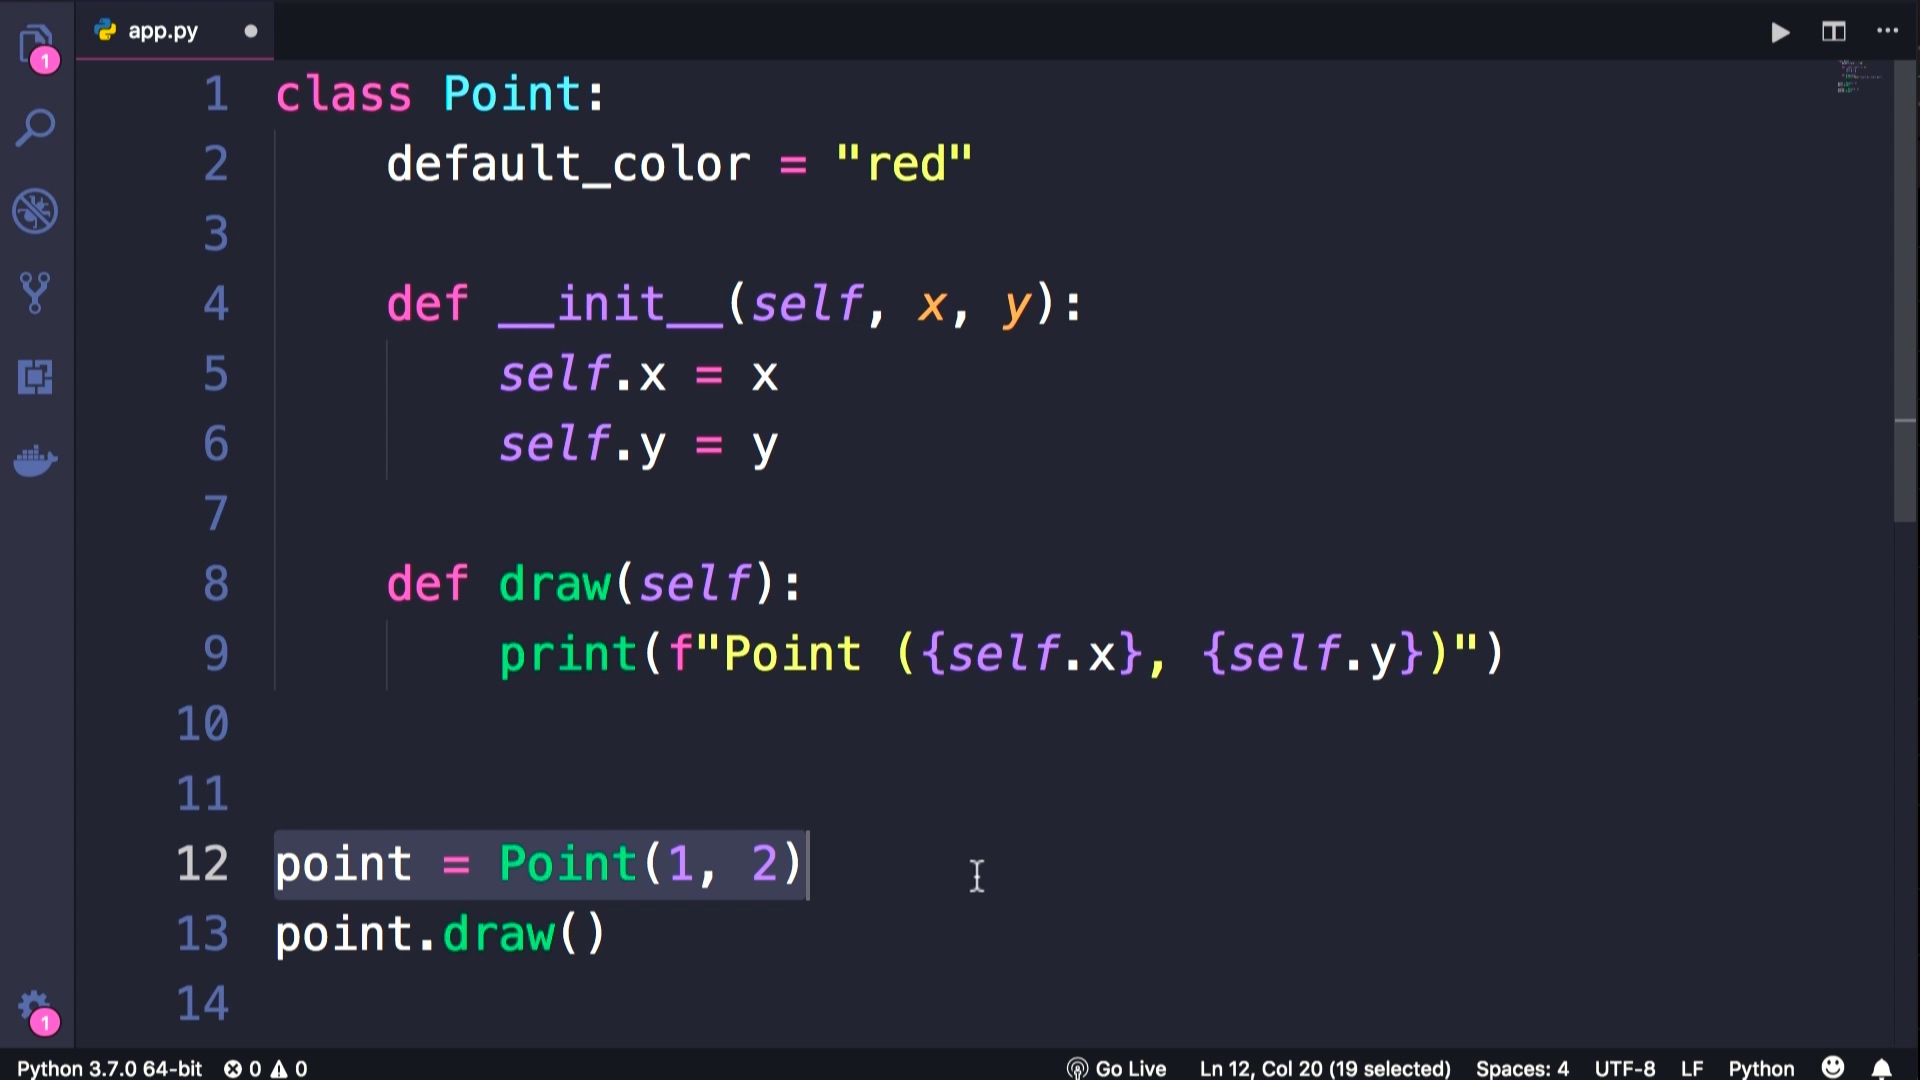 app.py
1
1 class Point:
2 default_color = "red"
3
4 def __init__(self, x, y):
5 self.x = x
6 self.y = y
7
8 def draw(self):
9 print(f"Point ({self.x}, {self.y})")
10
11
12 point = Point(1, 2)
13 point.draw()
14
1
Python 3.7.0 64-bit 0 0 Go Live Ln 12, Col 20 (19 selected) Spaces: 4 UTF-8 LF Python